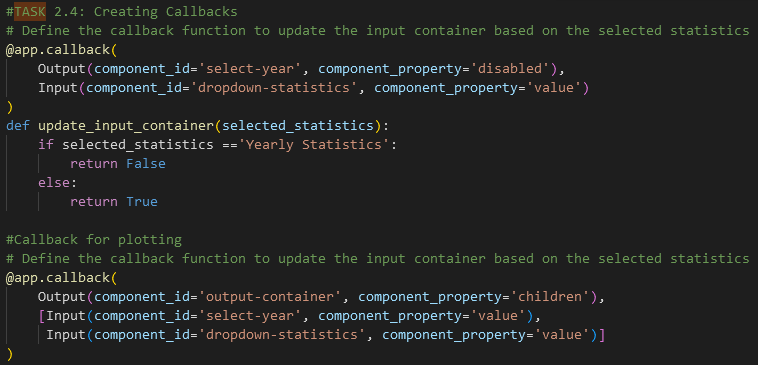 #TASK 2.4: Creating Callbacks
# Define the callback function to update the input container based on the selected statistics
@app.callback(
    Output(component_id='select-year', component_property='disabled'),
    Input(component_id='dropdown-statistics', component_property='value')
)
def update_input_container(selected_statistics):
    if selected_statistics =='Yearly Statistics':
        return False
    else:
        return True

#Callback for plotting
# Define the callback function to update the input container based on the selected statistics
@app.callback(
    Output(component_id='output-container', component_property='children'),
    [Input(component_id='select-year', component_property='value'),
     Input(component_id='dropdown-statistics', component_property='value')]
)